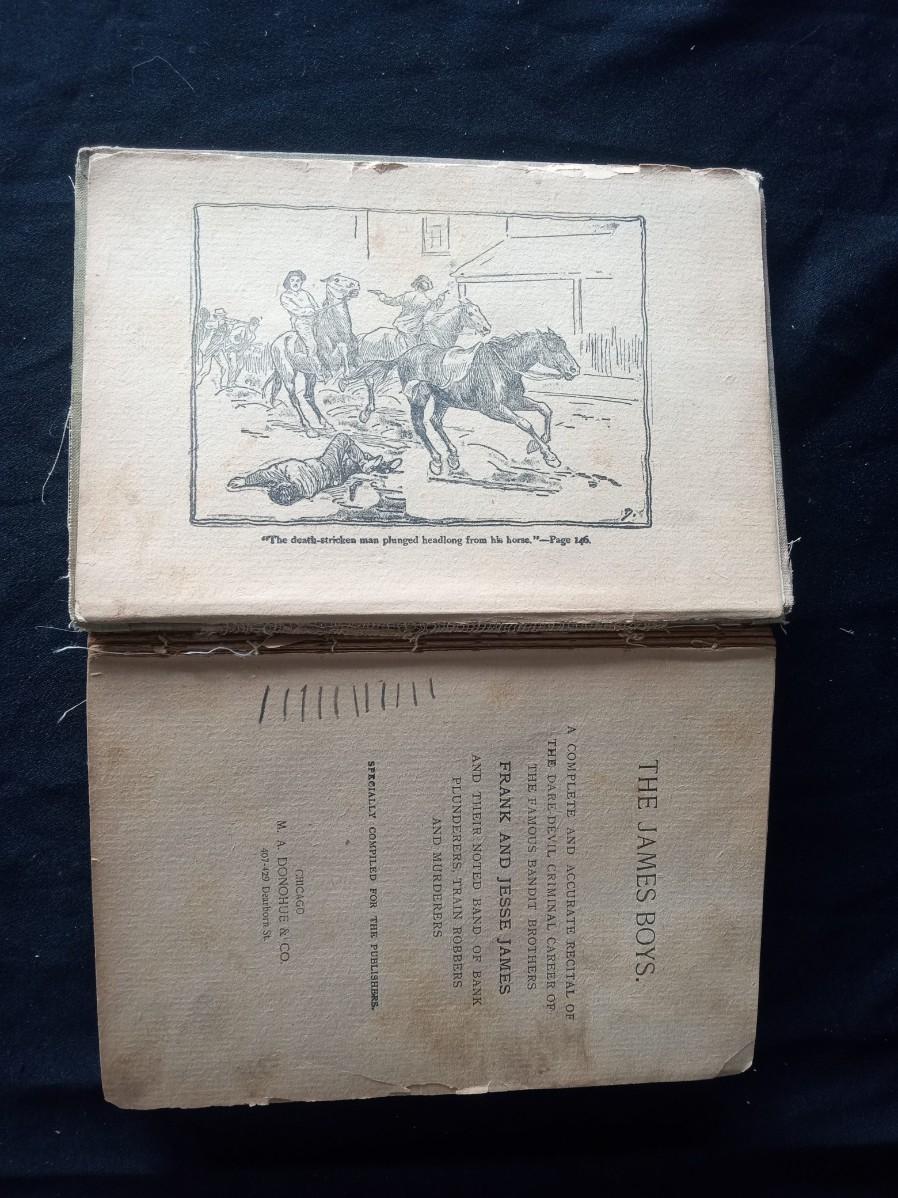 "The death-stricken man plunged headlong from his horse."—Page 146.
THE JAMES BOYS.
A COMPLETE AND ACCURATE RECITAL OF
THE DARE-DEVIL CRIMINAL CAREER OF
THE FAMOUS BANDIT BROTHERS
FRANK AND JESSE JAMES
AND THEIR NOTED BAND OF BANK
PLUNDERERS, TRAIN ROBBERS
AND MURDERERS
SPECIALLY COMPILED FOR THE PUBLISHERS.
CHICAGO
M. A. DONOHUE & CO.
407-429 Dearborn St.